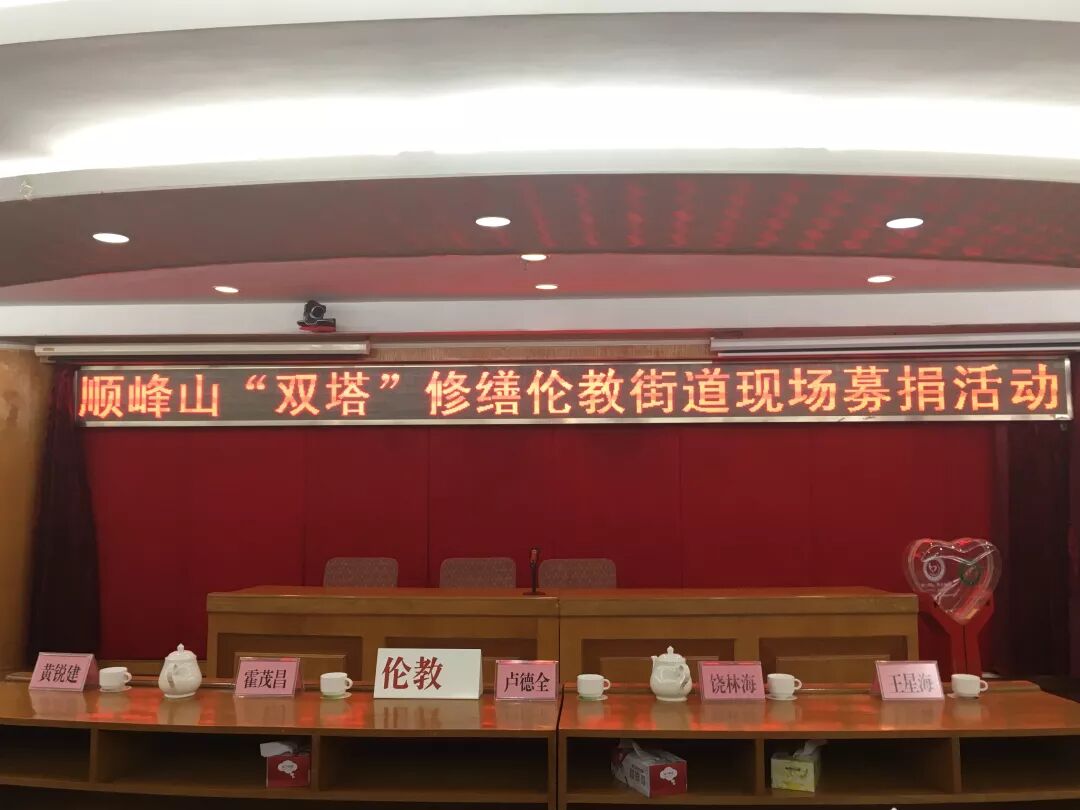 顺峰山“双塔”修缮伦教街道现场募捐活动
黄锐建
霍茂昌
伦教
卢德全
饶林海
王星海